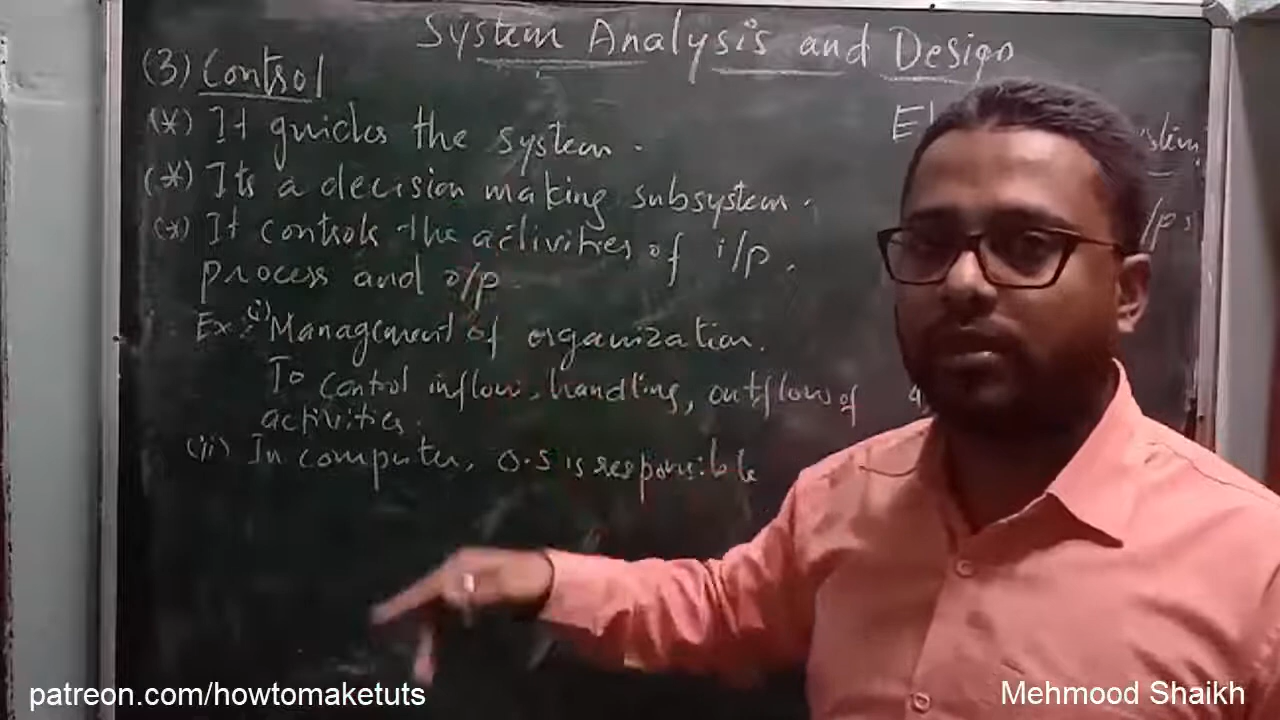 System Analysis and Design
(3) Control
(*) It guides the system.
(*) Its a decision making subsystem.
(*) It controls the activities of i/p,
process and o/p
Ex: (i) Management of organization.
To control inflow, handling, outflow of
activities.
(ii) In computer, O.S is responsible
patreon.com/howtomaketuts
Mehmood Shaikh